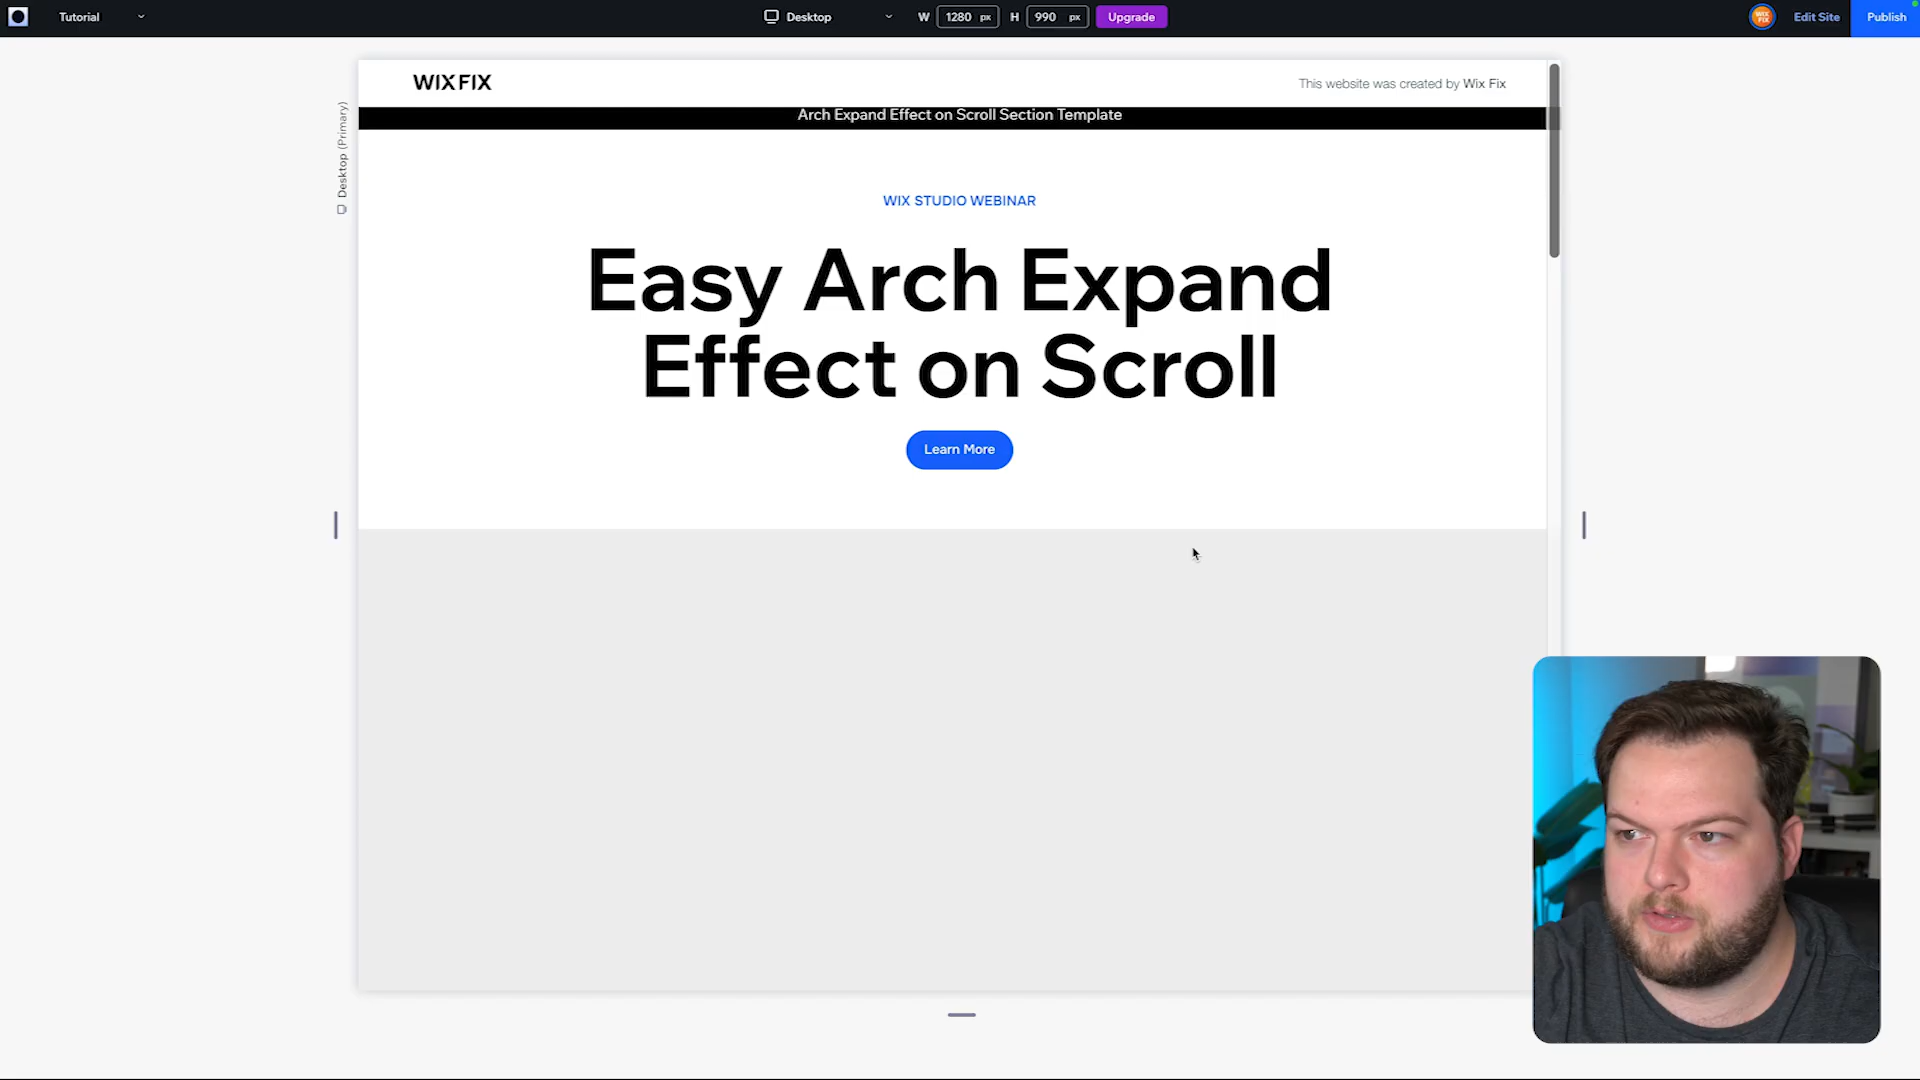 Tutorial
Desktop
W 1280 px H 990 px
Upgrade
WIX FIX
Edit Site
Publish
Desktop (Primary)
WIX FIX
This website was created by Wix Fix
Arch Expand Effect on Scroll Section Template
WIX STUDIO WEBINAR
Easy Arch Expand
Effect on Scroll
Learn More